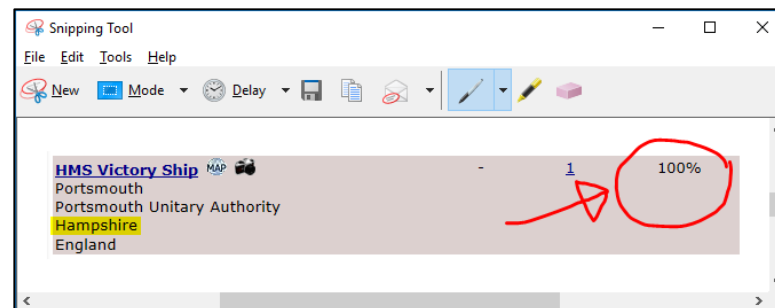 Snipping Tool
File Edit Tools Help
New Mode Delay
HMS Victory Ship MAP - 1 100%
Portsmouth
Portsmouth Unitary Authority
Hampshire
England